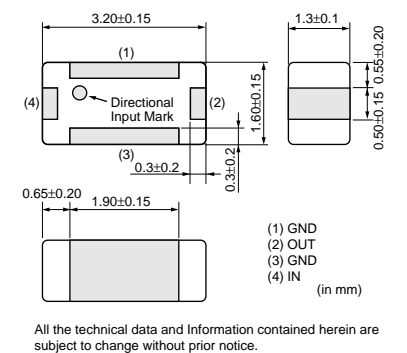 3.20±0.15
1.3±0.1
(1)
(4)
Directional
Input Mark
(2)
1.60±0.15
0.55±0.20
0.50±0.15
(3)
0.3±0.2
0.3±0.2
0.65±0.20
1.90±0.15
(1) GND
(2) OUT
(3) GND
(4) IN
(in mm)
All the technical data and Information contained herein are
subject to change without prior notice.